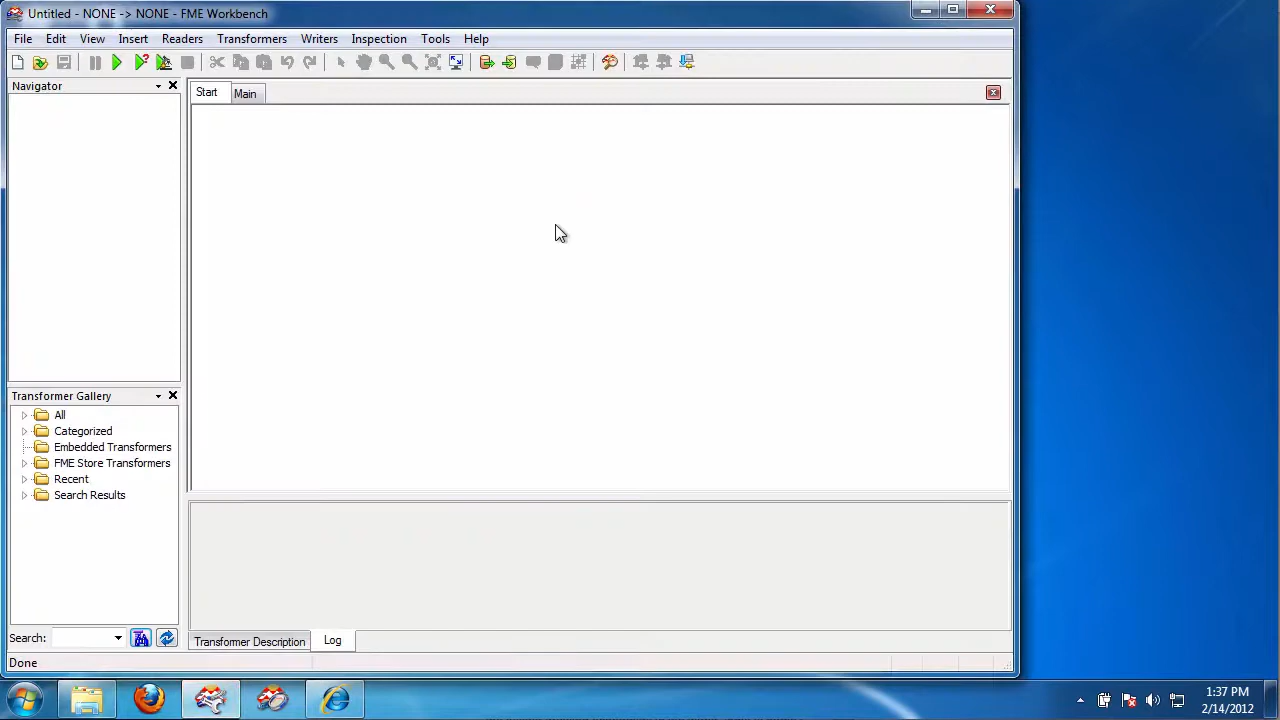 Untitled - NONE -> NONE - FME Workbench
File Edit View Insert Readers Transformers Writers Inspection Tools Help
Navigator
Start Main
Transformer Gallery
All
Categorized
Embedded Transformers
FME Store Transformers
Recent
Search Results
Search:
Transformer Description Log
Done
1:37 PM
2/14/2012